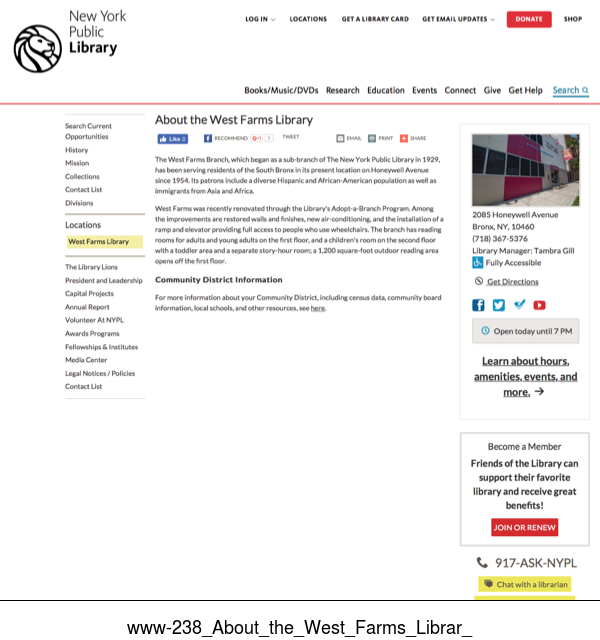 New York
Public
Library
LOG IN
LOCATIONS
GET A LIBRARY CARD
GET EMAIL UPDATES
DONATE
SHOP
Books/Music/DVDs Research Education Events Connect Give Get Help Search
Search Current
Opportunities
History
Mission
Collections
Contact List
Divisions
Locations
West Farms Library
The Library Lions
President and Leadership
Capital Projects
Annual Report
Volunteer At NYPL
Awards Programs
Fellowships & Institutes
Media Center
Legal Notices / Policies
Contact List
About the West Farms Library
Like 0 RECOMMEND G+1 1 TWEET EMAIL PRINT SHARE
The West Farms Branch, which began as a sub-branch of The New York Public Library in 1929,
has been serving residents of the South Bronx in its present location on Honeywell Avenue
since 1954. Its patrons include a diverse Hispanic and African-American population as well as
immigrants from Asia and Africa.
West Farms was recently renovated through the Library's Adopt-a-Branch Program. Among
the improvements are restored walls and finishes, new air-conditioning, and the installation of a
ramp and elevator providing full access to people who use wheelchairs. The branch has reading
rooms for adults and young adults on the first floor, and a children's room on the second floor
with a toddler area and a separate story-hour room; a 1,200 square-foot outdoor reading area
opens off the first floor.
Community District Information
For more information about your Community District, including census data, community board
information, local schools, and other resources, see here.
2085 Honeywell Avenue
Bronx, NY, 10460
(718) 367-5376
Library Manager: Tambra Gill
Fully Accessible
Get Directions
Open today until 7 PM
Learn about hours,
amenities, events, and
more. →
Become a Member
Friends of the Library can
support their favorite
library and receive great
benefits!
JOIN OR RENEW
917-ASK-NYPL
Chat with a librarian
www-238_About_the_West_Farms_Librar_